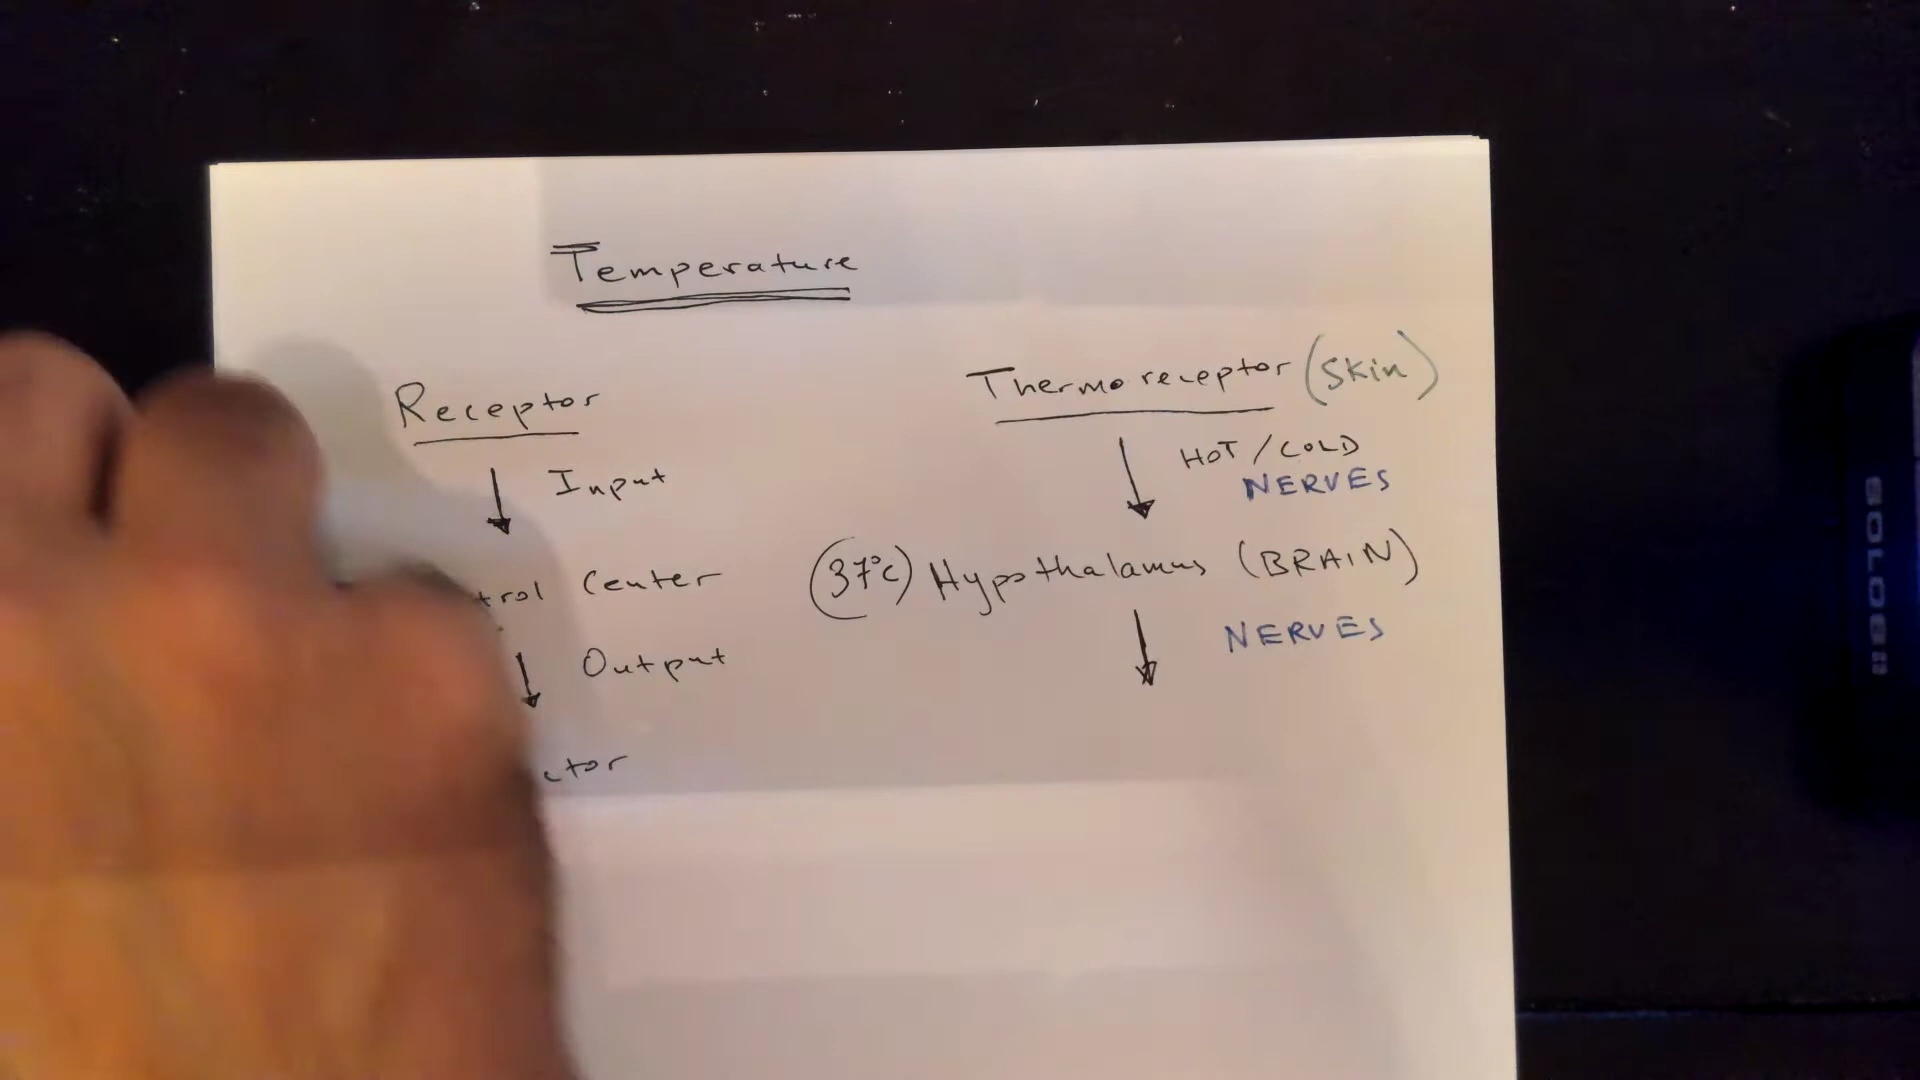 Temperature
Receptor
Input
Center
Output
Thermoreceptor (Skin)
HOT / COLD
NERVES
(37°C) Hypothalamus (BRAIN)
NERVES